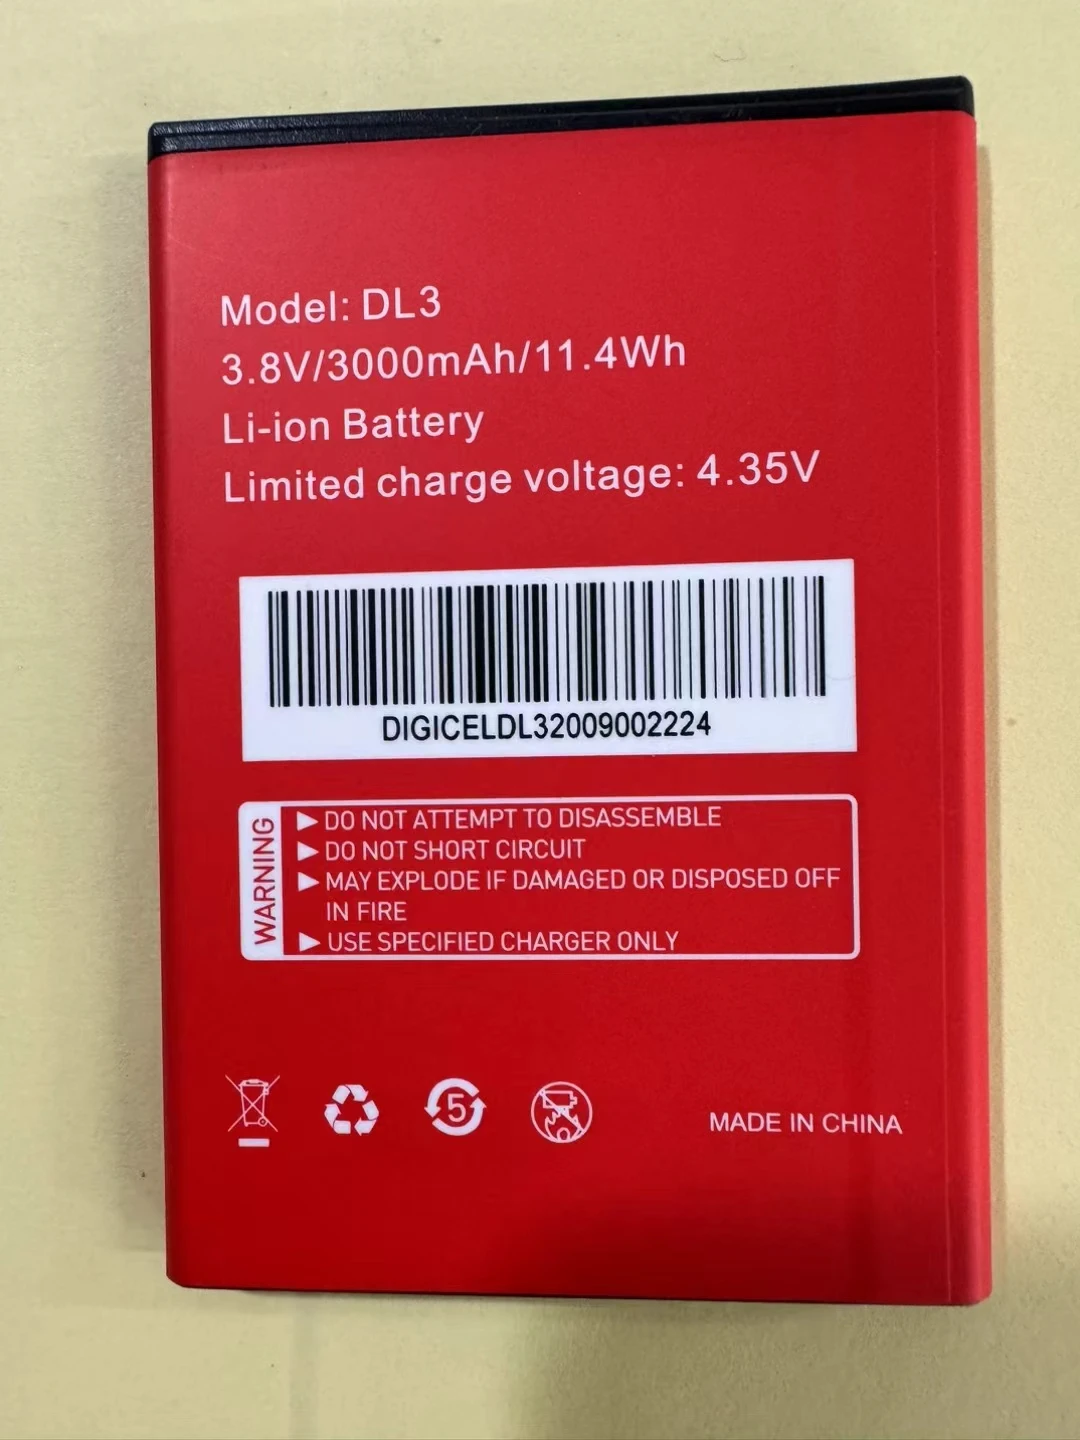 Model: DL3
3.8V/3000mAh/11.4Wh
Li-ion Battery
Limited charge voltage: 4.35V
DIGICELDL32009002224
WARNING
DO NOT ATTEMPT TO DISASSEMBLE
DO NOT SHORT CIRCUIT
MAY EXPLODE IF DAMAGED OR DISPOSED OFF
IN FIRE
USE SPECIFIED CHARGER ONLY
5
MADE IN CHINA